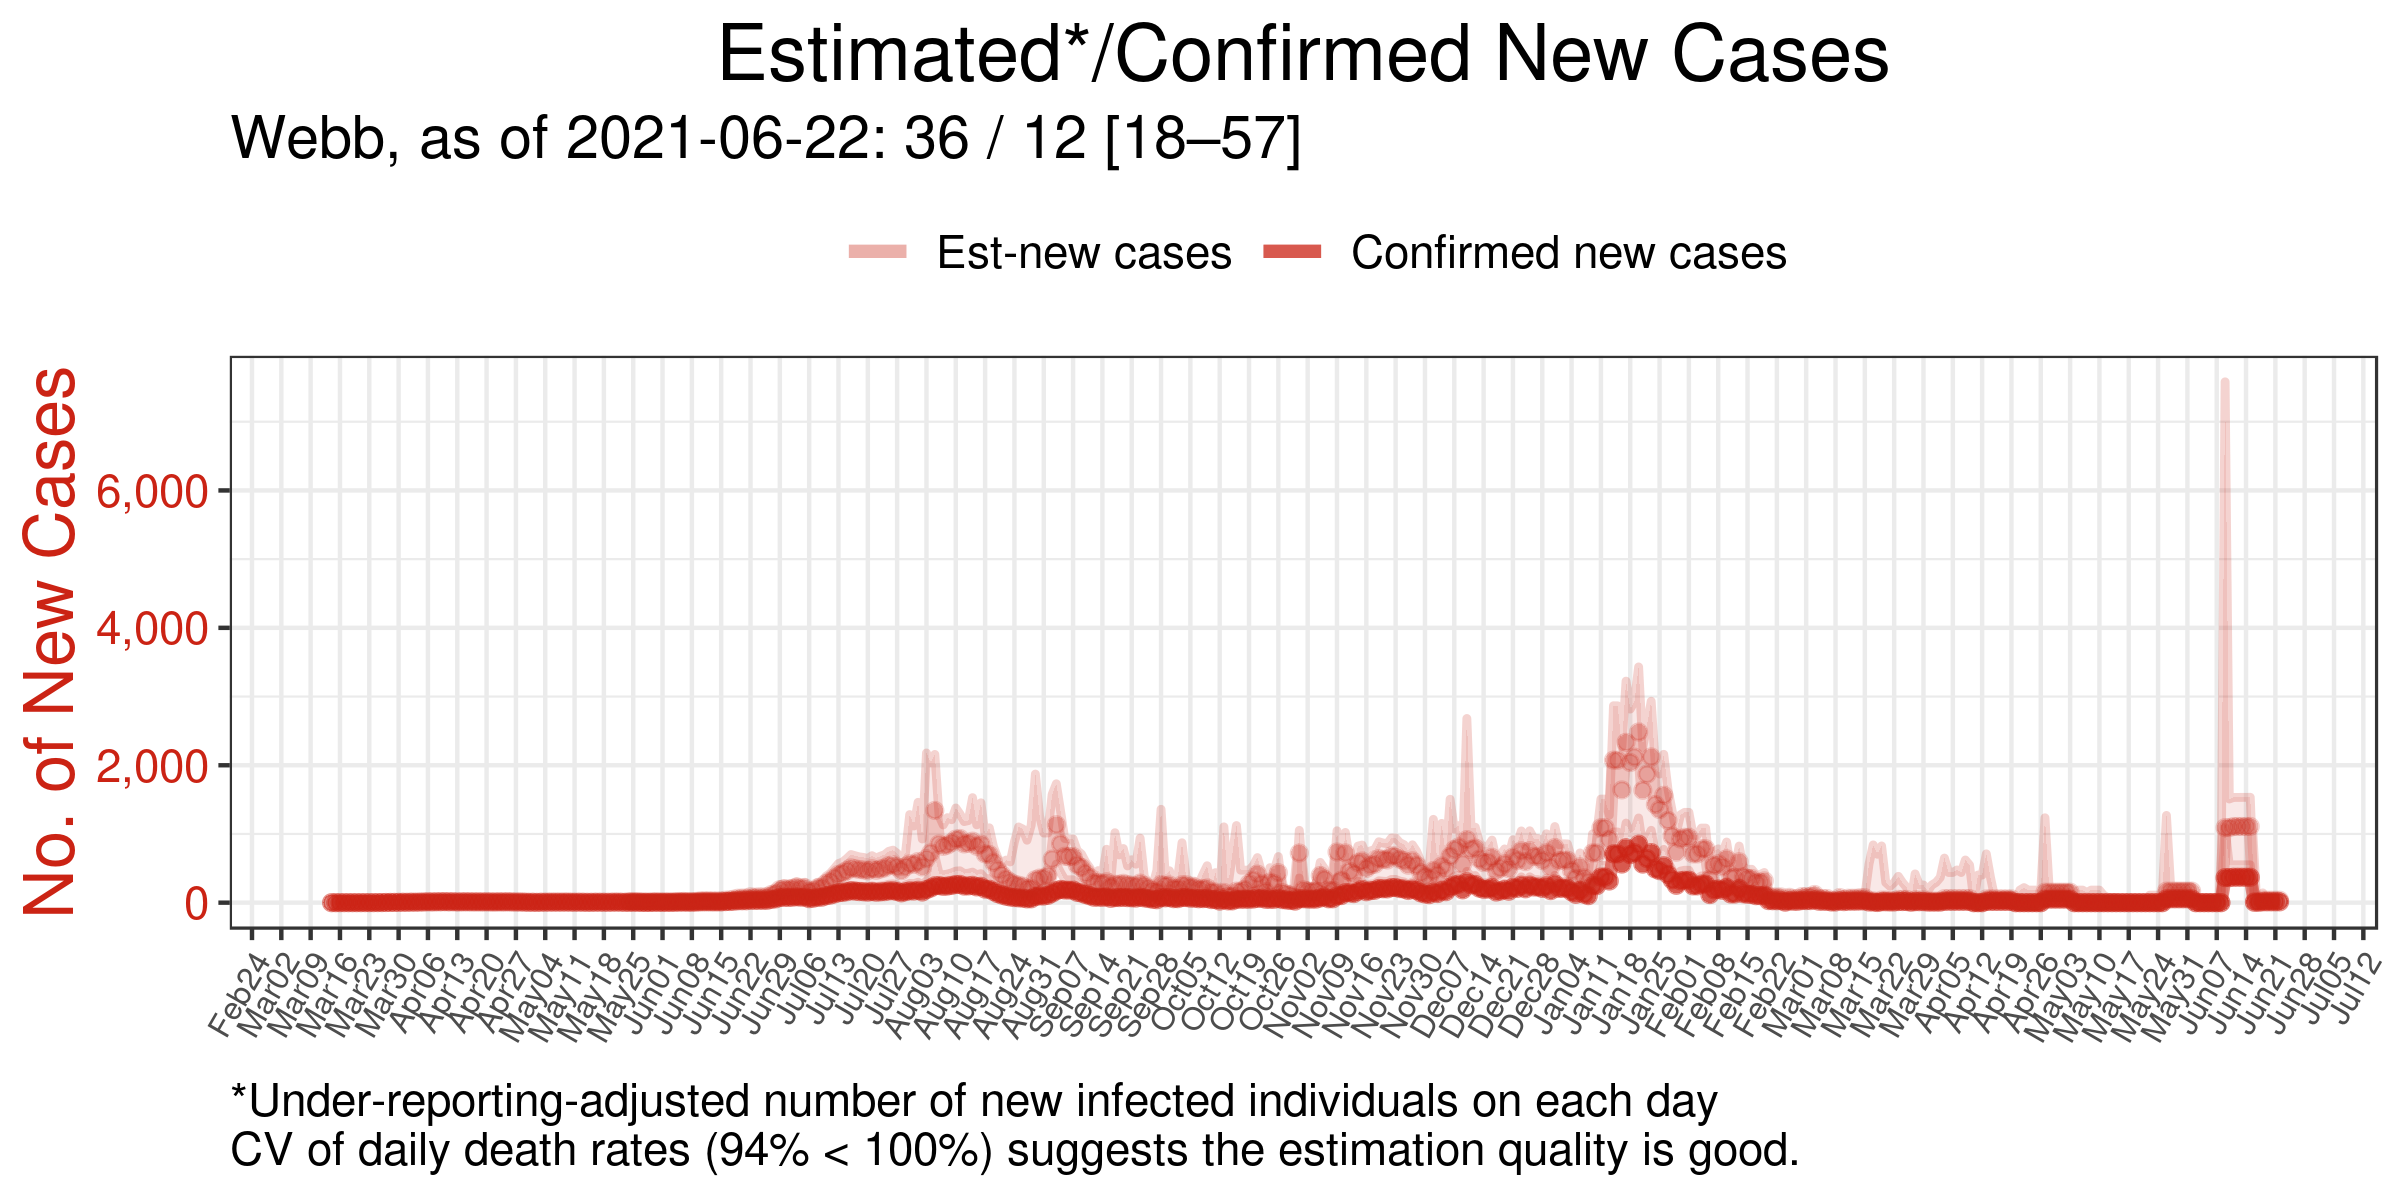 Estimated*/Confirmed New Cases
Webb, as of 2021-06-22: 36 / 12 [18–57]
Est-new cases Confirmed new cases
No. of New Cases
6,000
4,000
2,000
0
Feb24 Mar02 Mar09 Mar16 Mar23 Mar30 Apr06 Apr13 Apr20 Apr27 May04 May11 May18 May25 Jun01 Jun08 Jun15 Jun22 Jun29 Jul06 Jul13 Jul20 Jul27 Aug03 Aug10 Aug17 Aug24 Aug31 Sep07 Sep14 Sep21 Sep28 Oct05 Oct12 Oct19 Oct26 Nov02 Nov09 Nov16 Nov23 Nov30 Dec07 Dec14 Dec21 Dec28 Jan04 Jan11 Jan18 Jan25 Feb01 Feb08 Feb15 Feb22 Mar01 Mar08 Mar15 Mar22 Mar29 Apr05 Apr12 Apr19 Apr26 May03 May10 May17 May24 May31 Jun07 Jun14 Jun21 Jun28 Jul05 Jul12
*Under-reporting-adjusted number of new infected individuals on each day
CV of daily death rates (94% < 100%) suggests the estimation quality is good.